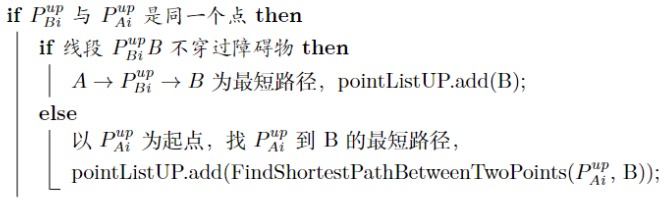 if $P_{Bi}^{up}$ 与 $P_{Ai}^{up}$ 是同一个点 then
if 线段 $P_{Bi}^{up}B$ 不穿过障碍物 then
$A \to P_{Bi}^{up} \to B$ 为最短路径，pointListUP.add(B);
else
以 $P_{Ai}^{up}$ 为起点，找 $P_{Ai}^{up}$ 到 B 的最短路径，
pointListUP.add(FindShortestPathBetweenTwoPoints($P_{Ai}^{up}$, B));